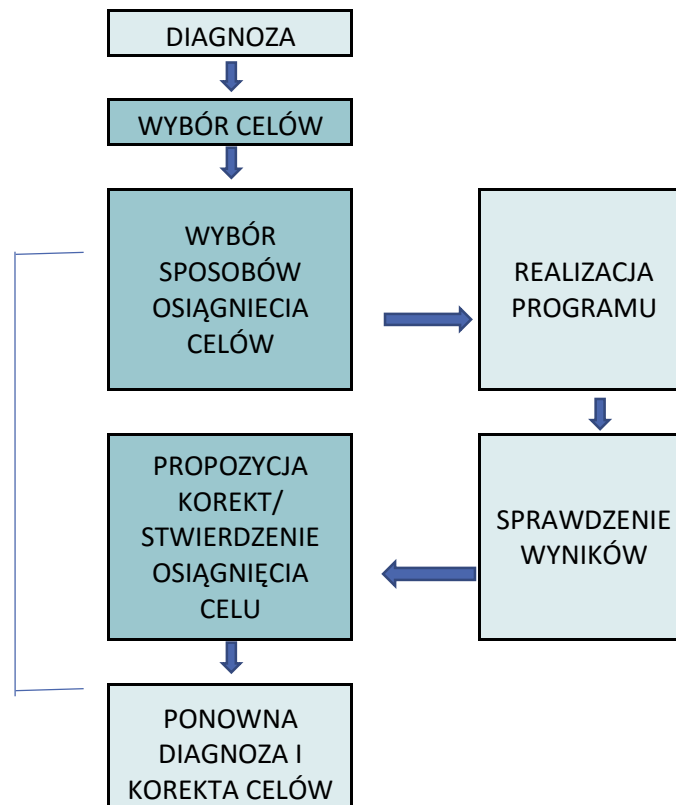 DIAGNOZA
WYBÓR CELÓW
WYBÓR
SPOSOBÓW
OSIĄGNIECIA
CELÓW
REALIZACJA
PROGRAMU
SPRAWDZENIE
WYNIKÓW
PROPOZYCJA
KOREKT/
STWIERDZENIE
OSIĄGNIĘCIA
CELU
PONOWNA
DIAGNOZA I
KOREKTA CELÓW